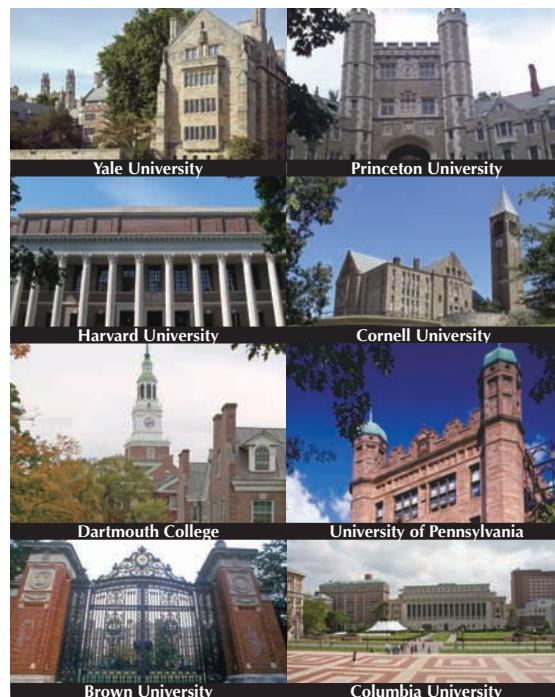 Yale University
Princeton University
Harvard University
Cornell University
Dartmouth College
University of Pennsylvania
Brown University
Columbia University